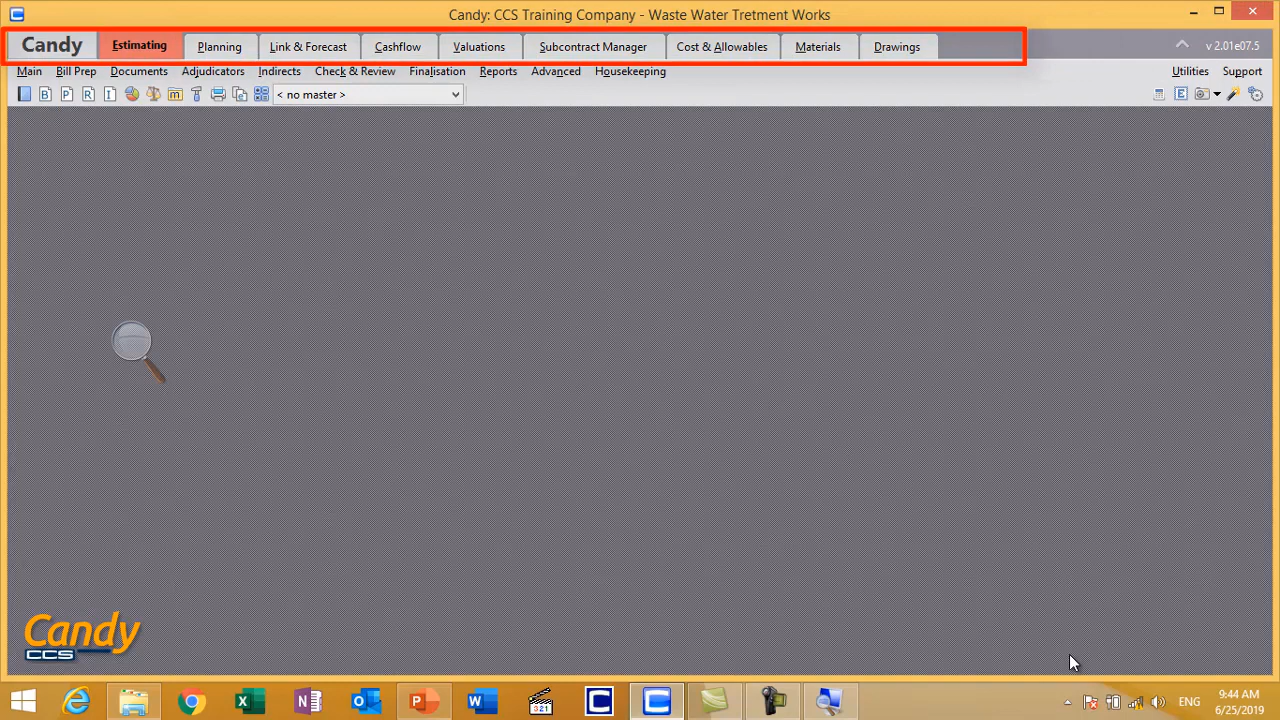 Candy: CCS Training Company - Waste Water Tretment Works
Candy Estimating Planning Link & Forecast Cashflow Valuations Subcontract Manager Cost & Allowables Materials Drawings v 2.01e07.5
Main Bill Prep Documents Adjudicators Indirects Check & Review Finalisation Reports Advanced Housekeeping Utilities Support
B P R I m < no master > E
Candy
CCS
321
ENG
9:44 AM
6/25/2019